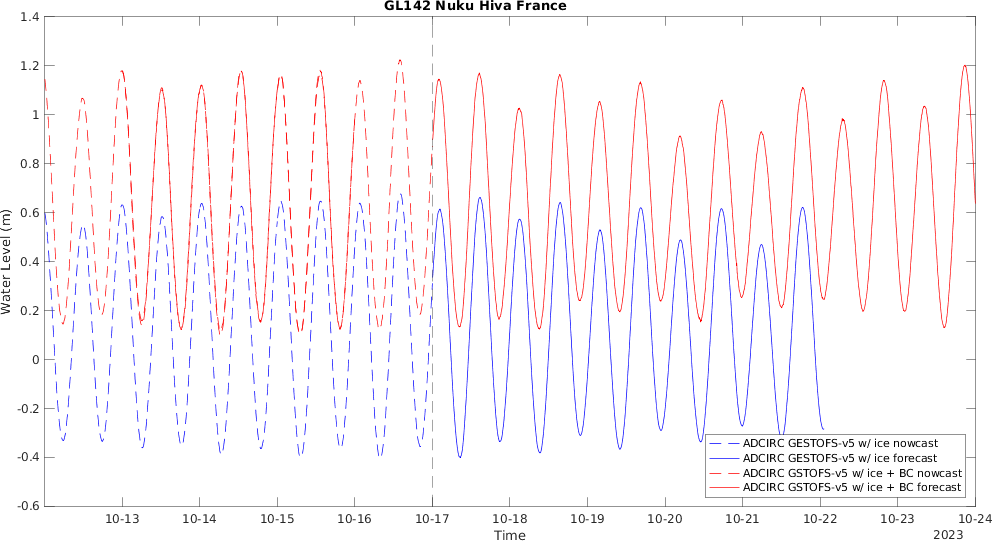 GL142 Nuku Hiva France
1.4
1.2
1
0.8
0.6
0.4
0.2
0
-0.2
-0.4
-0.6
Water Level (m)
ADCIRC GESTOFS-v5 w/ ice nowcast
ADCIRC GESTOFS-v5 w/ ice forecast
ADCIRC GSTOFS-v5 w/ ice + BC nowcast
ADCIRC GSTOFS-v5 w/ ice + BC forecast
10-13 10-14 10-15 10-16 10-17 10-18 10-19 10-20 10-21 10-22 10-23 10-24
Time
2023